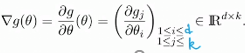 ∇g(θ) = ∂g/∂θ (θ) = (∂g_j/∂θ_i)_{1≤i≤d, 1≤j≤k} ∈ ℝ^{d×k}.